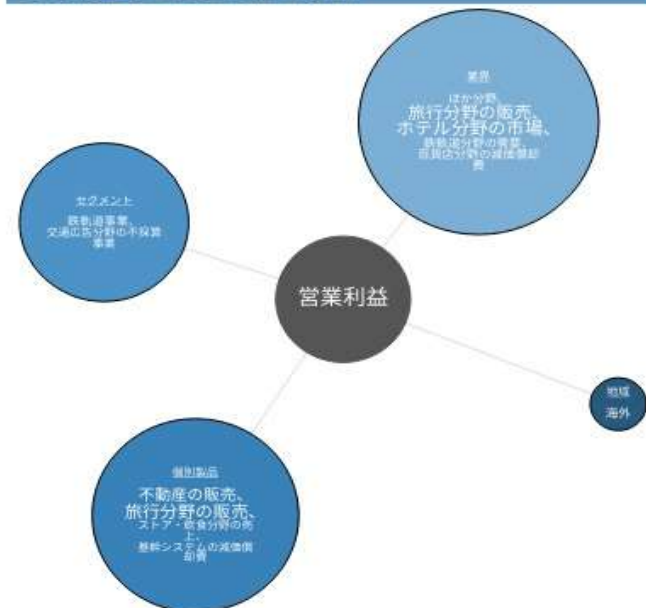 業界
ほか分野、
旅行分野の販売、
ホテル分野の市場、
鉄軌道分野の需要、
百貨店分野の減価償却
費
セグメント
鉄軌道事業、
交通広告分野の不採算
事業
営業利益
地域
海外
個別製品
不動産の販売、
旅行分野の販売、
ストア・飲食分野の売
上、
基幹システムの減価償
却費